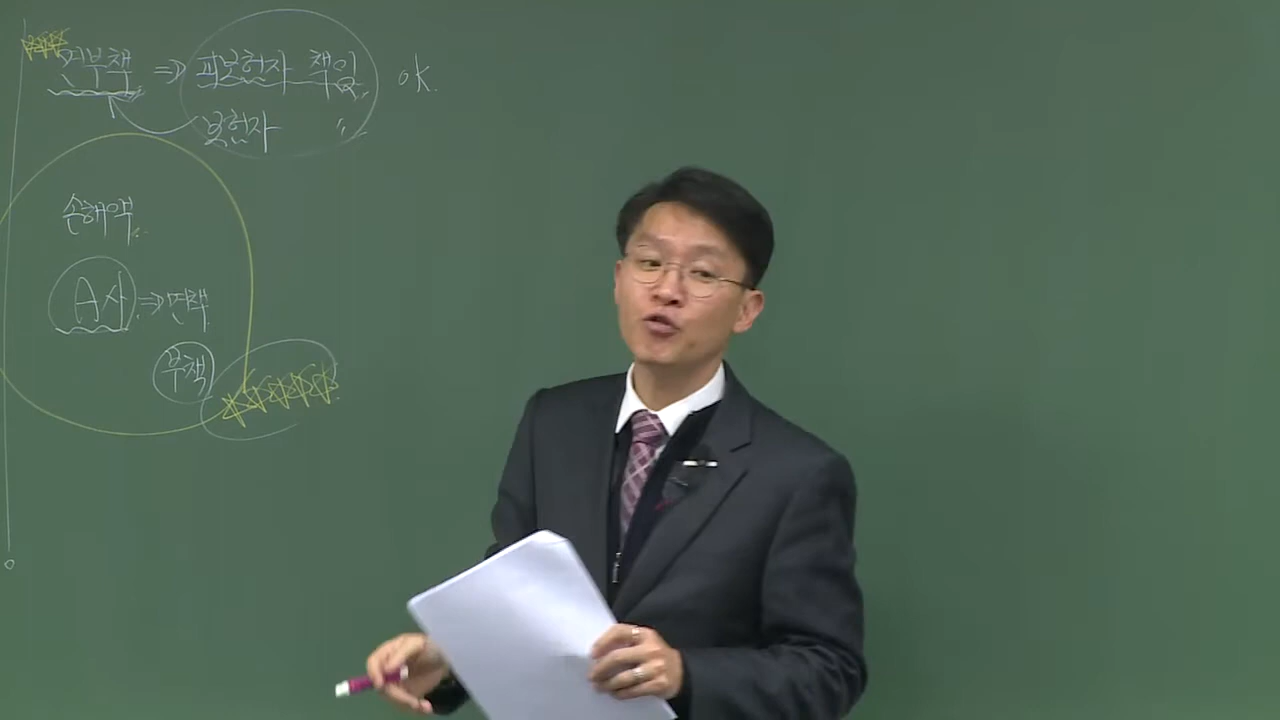 면부책 ⇒ 피보험자 책임 〃 OK.
보험자 〃
손해액
A사 ⇒ 면책
부책